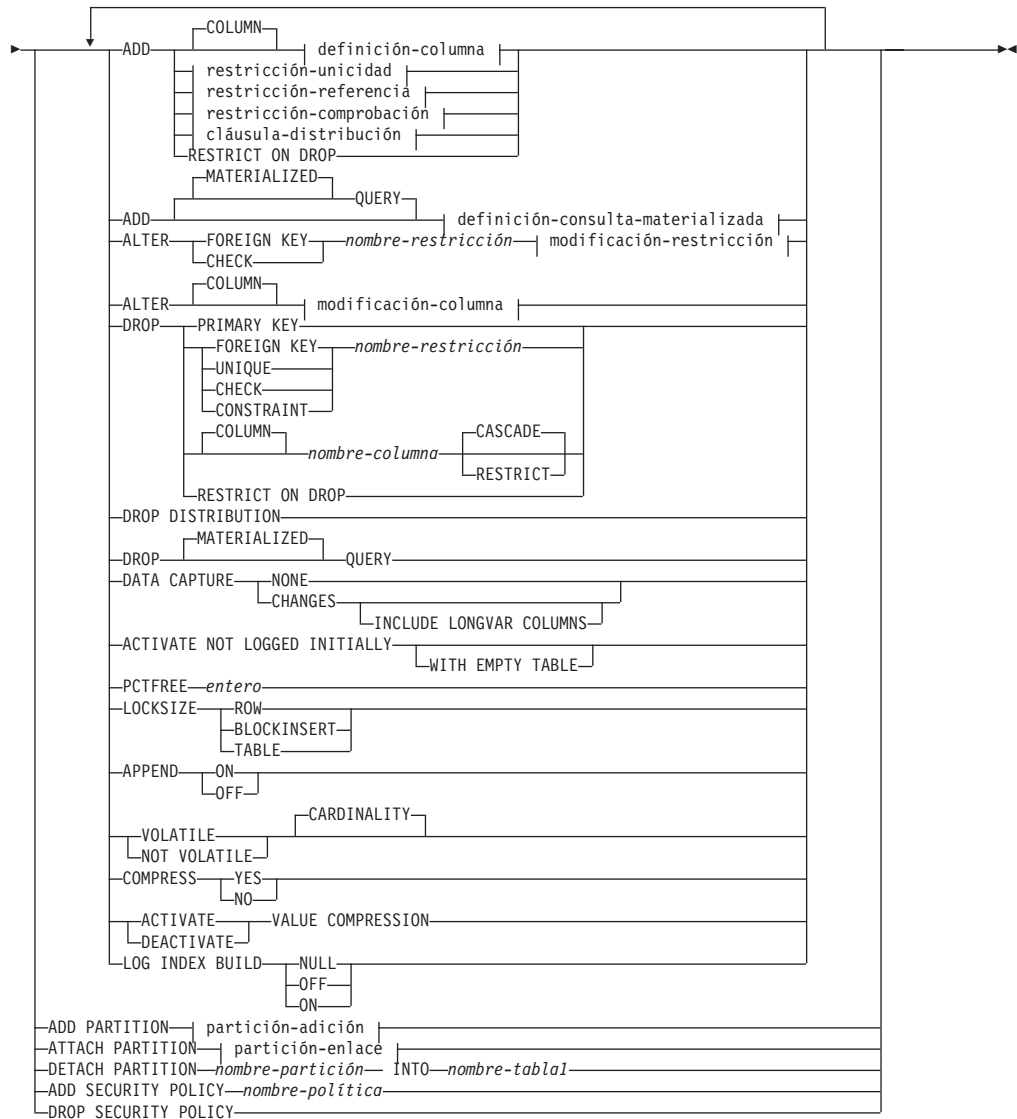 COLUMN
ADD definición-columna
restricción-unicidad
restricción-referencia
restricción-comprobación
cláusula-distribución
RESTRICT ON DROP
MATERIALIZED
QUERY
ADD definición-consulta-materializada
ALTER FOREIGN KEY nombre-restricción modificación-restricción
CHECK
COLUMN
ALTER modificación-columna
DROP PRIMARY KEY
FOREIGN KEY nombre-restricción
UNIQUE
CHECK
CONSTRAINT
COLUMN CASCADE
nombre-columna
RESTRICT
RESTRICT ON DROP
DROP DISTRIBUTION
MATERIALIZED
DROP QUERY
DATA CAPTURE NONE
CHANGES
INCLUDE LONGVAR COLUMNS
ACTIVATE NOT LOGGED INITIALLY
WITH EMPTY TABLE
PCTFREE entero
LOCKSIZE ROW
BLOCKINSERT
TABLE
APPEND ON
OFF
CARDINALITY
VOLATILE
NOT VOLATILE
COMPRESS YES
NO
ACTIVATE VALUE COMPRESSION
DEACTIVATE
LOG INDEX BUILD NULL
OFF
ON
ADD PARTITION partición-adición
ATTACH PARTITION partición-enlace
DETACH PARTITION nombre-partición INTO nombre-tabla1
ADD SECURITY POLICY nombre-política
DROP SECURITY POLICY